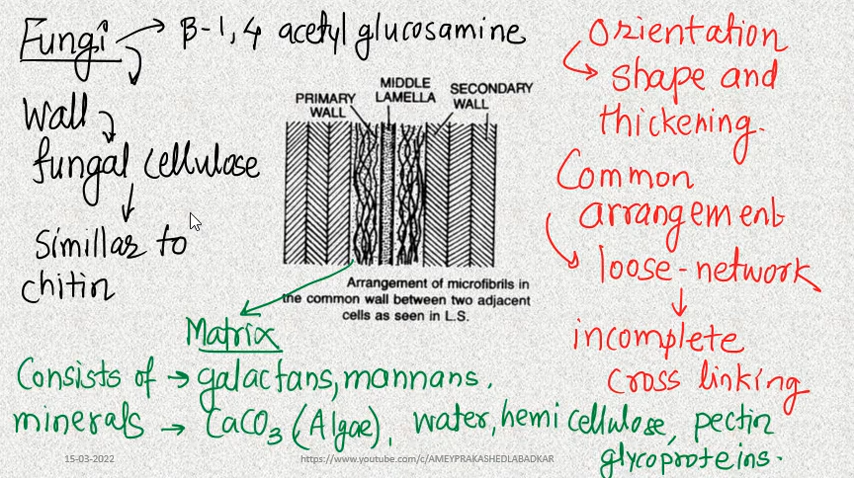 Fungi → β-1,4 acetyl glucosamine
Wall
fungal cellulose
↓
Simillar to
chitin
PRIMARY
WALL
MIDDLE
LAMELLA
SECONDARY
WALL
Arrangement of microfibrils in
the common wall between two adjacent
cells as seen in L.S.
Orientation
shape and
thickening.
Common
arrangement
loose-network
↓
incomplete
cross linking
Matrix
Consists of → galactans, mannans.
minerals → CaCO3 (Algae), water, hemi cellulose, pectin
glycoproteins.
15-03-2022
https://www.youtube.com/c/AMEYPRAKASHEDLABADKAR